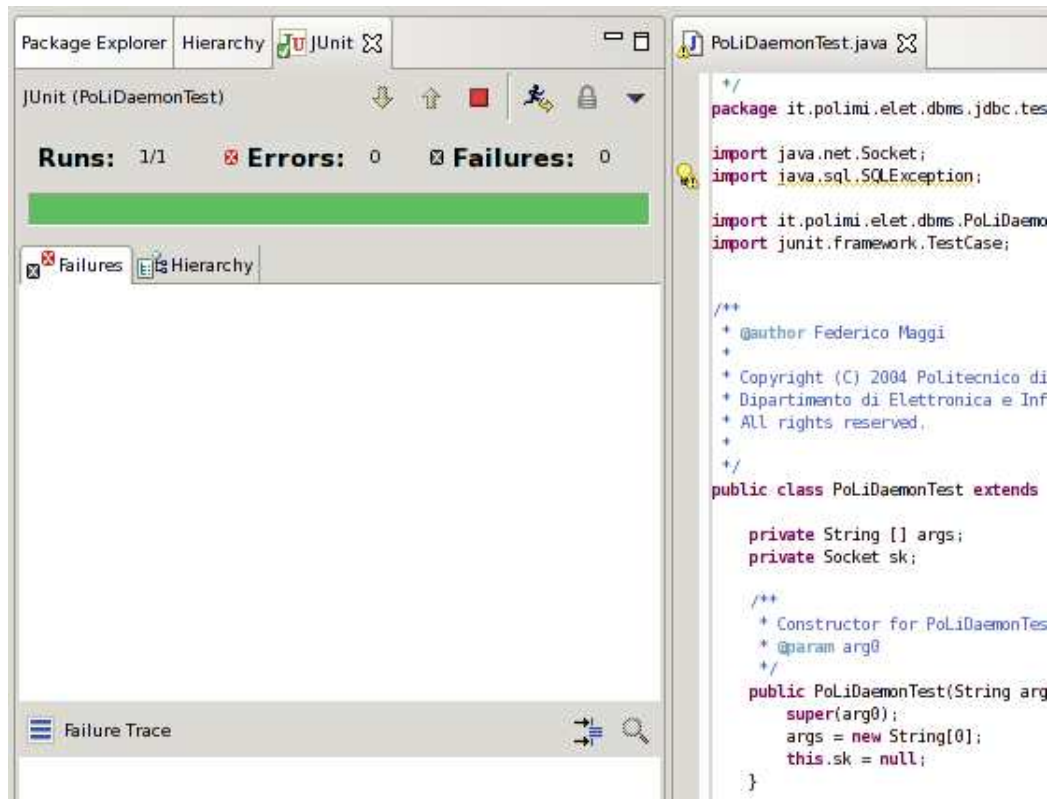 Package Explorer Hierarchy JUnit
JUnit (PoLiDaemonTest)
Runs: 1/1 Errors: 0 Failures: 0
Failures Hierarchy
Failure Trace
PoLiDaemonTest.java
*/
package it.polimi.elet.dbms.jdbc.tes
import java.net.Socket;
import java.sql.SQLException;
import it.polimi.elet.dbms.PoLiDaemo
import junit.framework.TestCase;
/**
* @author Federico Maggi
*
* Copyright (C) 2004 Politecnico di
* Dipartimento di Elettronica e Inf
* All rights reserved.
*
*/
public class PoLiDaemonTest extends
private String [] args;
private Socket sk;
/**
* Constructor for PoLiDaemonTes
* @param arg0
*/
public PoLiDaemonTest(String arg
super(arg0);
args = new String[0];
this.sk = null;
}